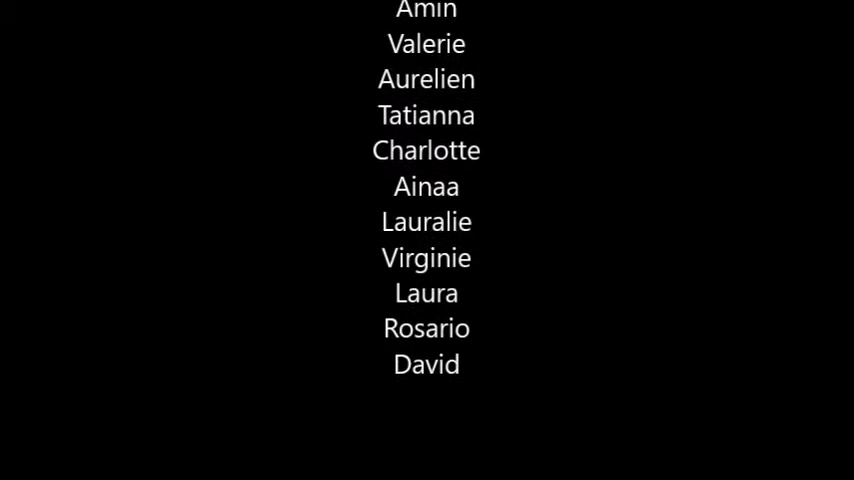 Amin
Valerie
Aurelien
Tatianna
Charlotte
Ainaa
Lauralie
Virginie
Laura
Rosario
David